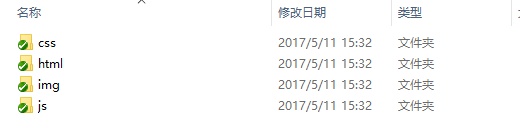 名称 修改日期 类型
css 2017/5/11 15:32 文件夹
html 2017/5/11 15:32 文件夹
img 2017/5/11 15:32 文件夹
js 2017/5/11 15:32 文件夹